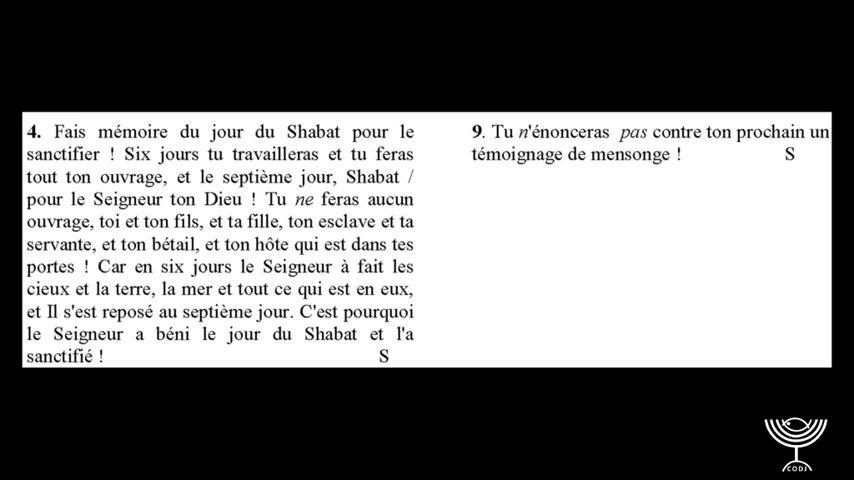 4. Fais mémoire du jour du Shabat pour le
sanctifier ! Six jours tu travailleras et tu feras
tout ton ouvrage, et le septième jour, Shabat /
pour le Seigneur ton Dieu ! Tu ne feras aucun
ouvrage, toi et ton fils, et ta fille, ton esclave et ta
servante, et ton bétail, et ton hôte qui est dans tes
portes ! Car en six jours le Seigneur à fait les
cieux et la terre, la mer et tout ce qui est en eux,
et Il s'est reposé au septième jour. C'est pourquoi
le Seigneur a béni le jour du Shabat et l'a
sanctifié ! S
9. Tu n'énonceras pas contre ton prochain un
témoignage de mensonge ! S
CODJ